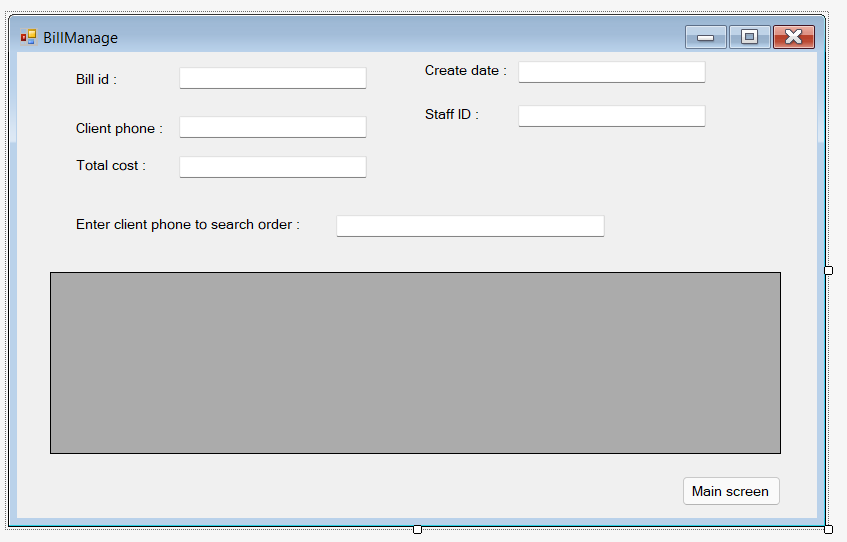 BillManage
Bill id :
Create date :
Client phone :
Staff ID :
Total cost :
Enter client phone to search order :
Main screen